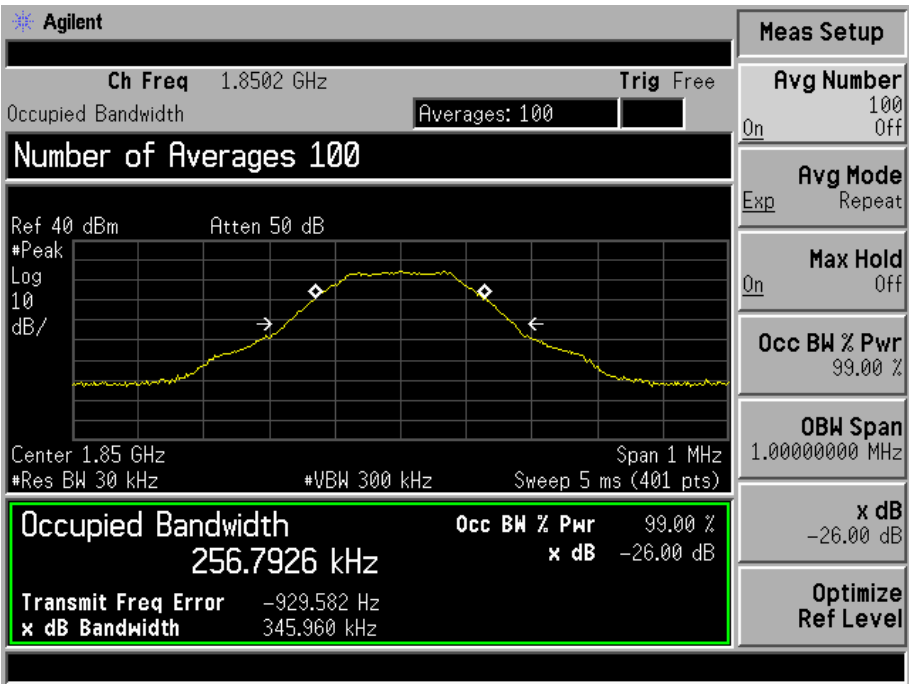 Agilent
Meas Setup
Ch Freq 1.8502 GHz Trig Free
Occupied Bandwidth Averages: 100
Number of Averages 100
Ref 40 dBm Atten 50 dB
#Peak
Log
10
dB/
Center 1.85 GHz Span 1 MHz
#Res BW 30 kHz #VBW 300 kHz Sweep 5 ms (401 pts)
Occupied Bandwidth Occ BW % Pwr 99.00 %
256.7926 kHz x dB -26.00 dB
Transmit Freq Error -929.582 Hz
x dB Bandwidth 345.960 kHz
Avg Number
100
On Off
Avg Mode
Exp Repeat
Max Hold
On Off
Occ BW % Pwr
99.00 %
OBW Span
1.00000000 MHz
x dB
-26.00 dB
Optimize
Ref Level